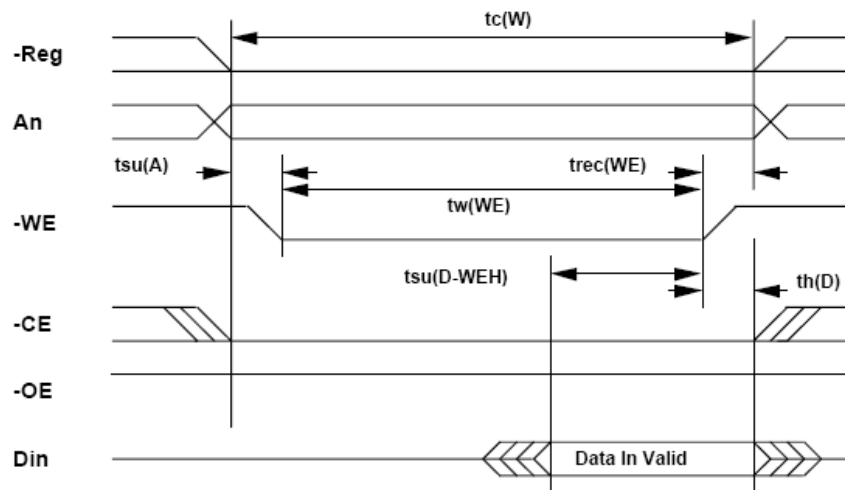 tc(W)
-Reg
An
tsu(A)
trec(WE)
tw(WE)
-WE
tsu(D-WEH)
th(D)
-CE
-OE
Din
Data In Valid